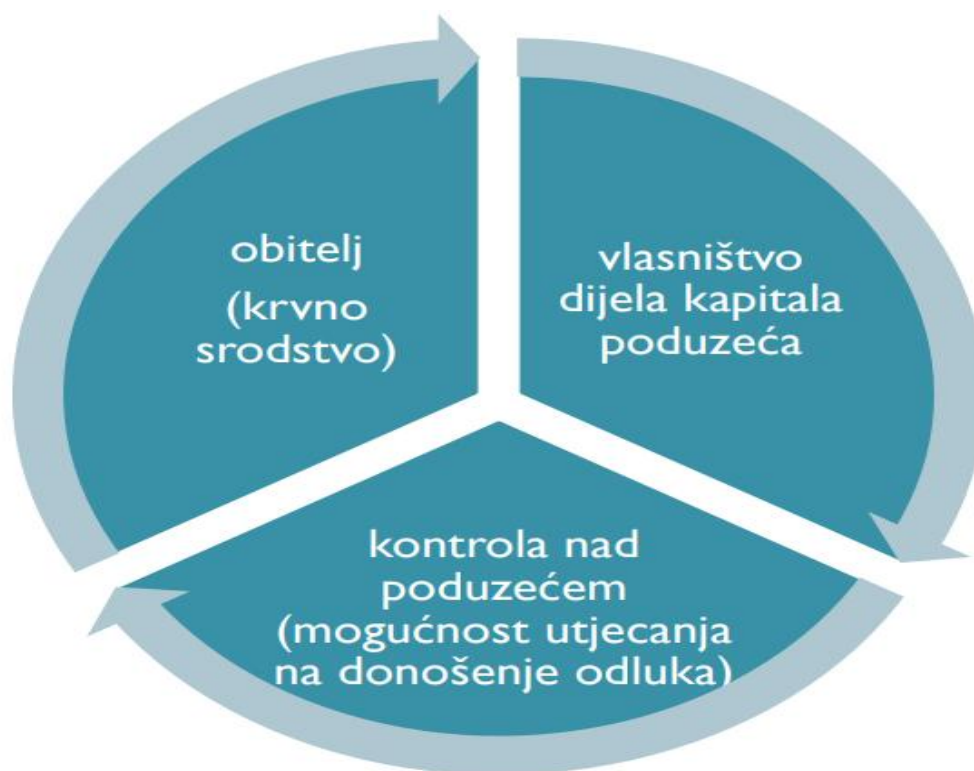 obitelj
(krvno
srodstvo)
vlasništvo
dijela kapitala
poduzeća
kontrola nad
poduzećem
(mogućnost utjecanja
na donošenje odluka)